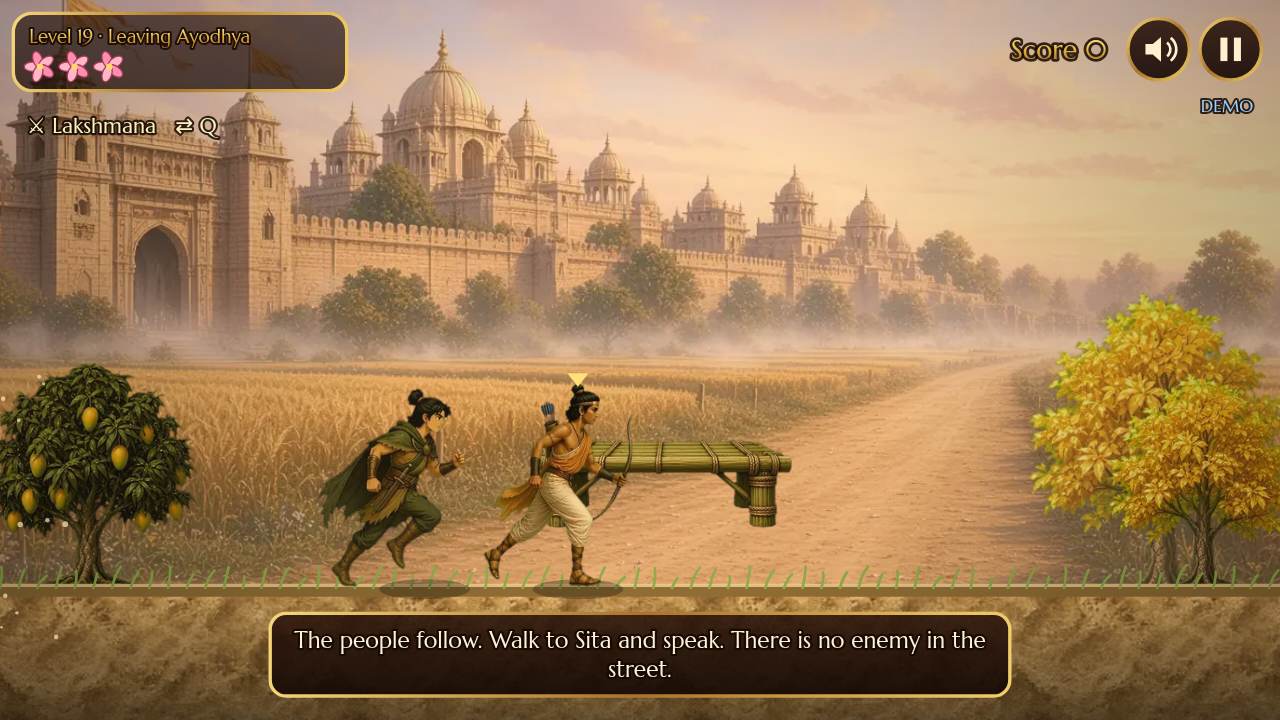 Level 19 · Leaving Ayodhya
Score 0
DEMO
⚔ Lakshmana ⇄ Q
The people follow. Walk to Sita and speak. There is no enemy in the
street.